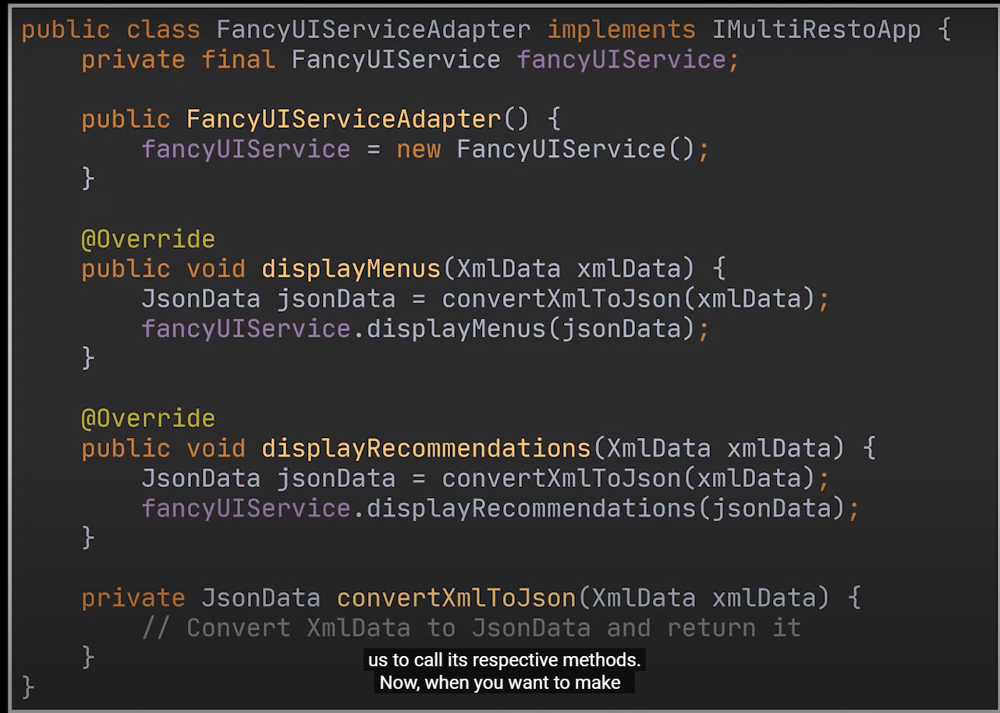 public class FancyUIServiceAdapter implements IMultiRestoApp {
private final FancyUIService fancyUIService;
public FancyUIServiceAdapter() {
fancyUIService = new FancyUIService();
}
@Override
public void displayMenus(XmlData xmlData) {
JsonData jsonData = convertXmlToJson(xmlData);
fancyUIService.displayMenus(jsonData);
}
@Override
public void displayRecommendations(XmlData xmlData) {
JsonData jsonData = convertXmlToJson(xmlData);
fancyUIService.displayRecommendations(jsonData);
}
private JsonData convertXmlToJson(XmlData xmlData) {
// Convert XmlData to JsonData and return it
}
us to call its respective methods.
Now, when you want to make
}